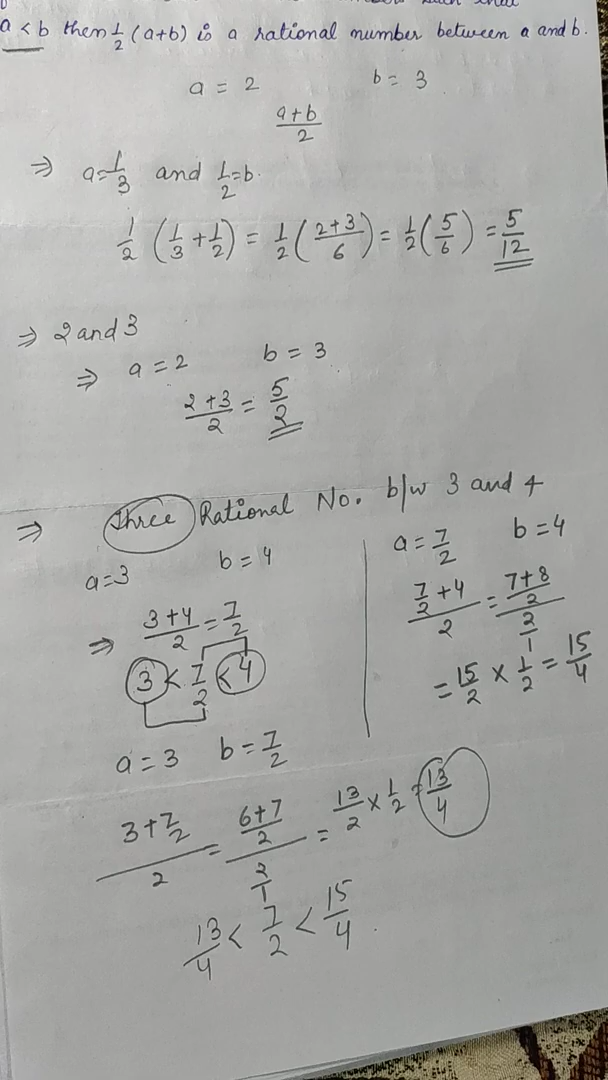 a < b then 1/2 (a+b) is a rational number between a and b.
a = 2 b = 3
a+b/2
⇒ a=1/3 and 1/2=b.
1/2 (1/3 + 1/2) = 1/2 (2+3/6) = 1/2 (5/6) = 5/12
⇒ 2 and 3
⇒ a = 2 b = 3
2+3/2 = 5/2
⇒ Three Rational No. b/w 3 and 4
a=3 b=4
⇒ 3+4/2 = 7/2
3 < 7/2 < 4
a = 3 b = 7/2
3+7/2/2 = 6+7/2/2/1 = 13/2 × 1/2 = 13/4
a = 7/2 b = 4
7/2+4/2 = 7+8/2/2/1
= 15/2 × 1/2 = 15/4
13/4 < 7/2 < 15/4.